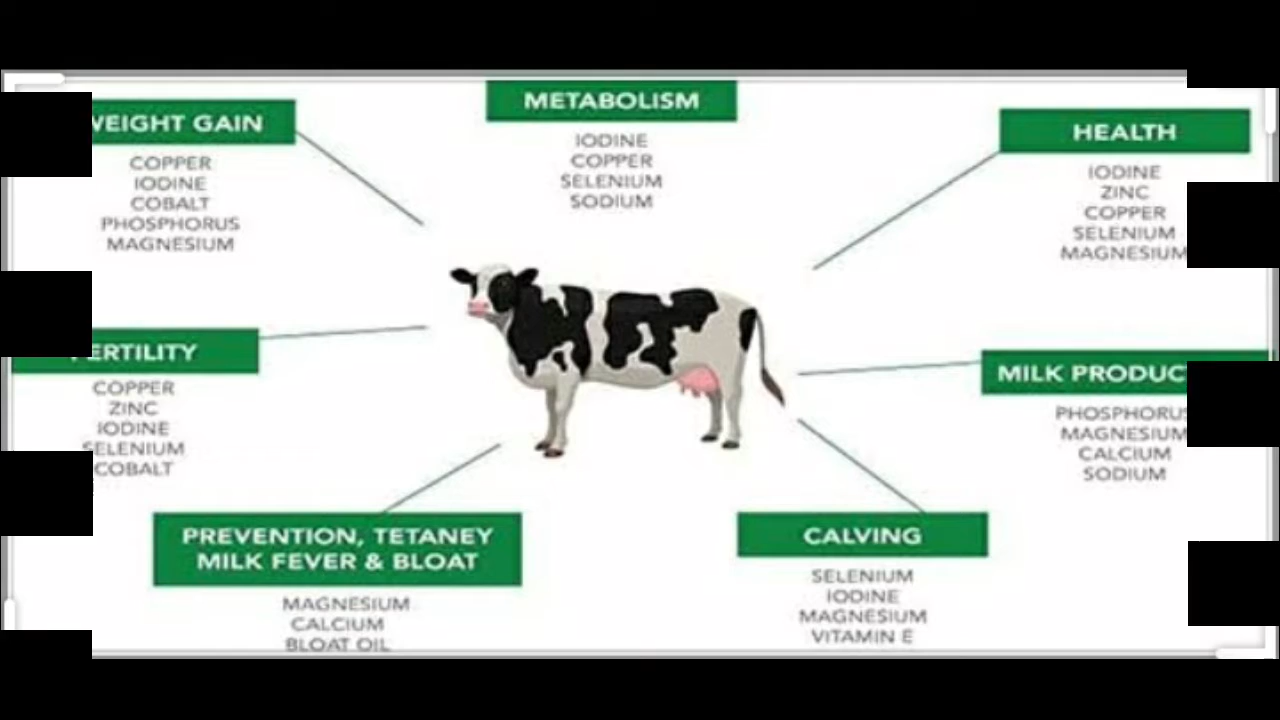 METABOLISM
IODINE
COPPER
SELENIUM
SODIUM
WEIGHT GAIN
COPPER
IODINE
COBALT
PHOSPHORUS
MAGNESIUM
HEALTH
IODINE
ZINC
COPPER
SELENIUM
MAGNESIUM
FERTILITY
COPPER
ZINC
IODINE
SELENIUM
COBALT
MILK PRODUC
PHOSPHORUS
MAGNESIUM
CALCIUM
SODIUM
PREVENTION, TETANEY
MILK FEVER & BLOAT
MAGNESIUM
CALCIUM
BLOAT OIL
CALVING
SELENIUM
IODINE
MAGNESIUM
VITAMIN E